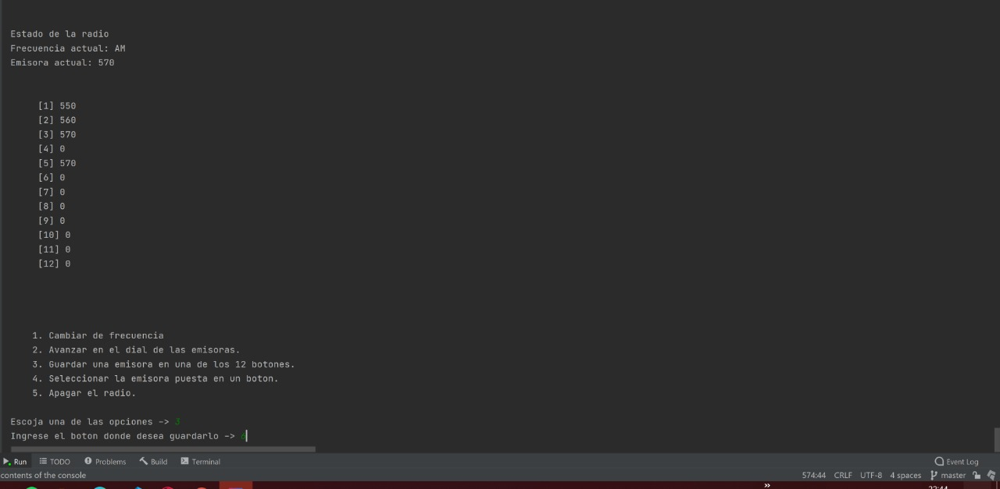 Estado de la radio
Frecuencia actual: AM
Emisora actual: 570
[1] 550
[2] 560
[3] 570
[4] 0
[5] 570
[6] 0
[7] 0
[8] 0
[9] 0
[10] 0
[11] 0
[12] 0
1. Cambiar de frecuencia
2. Avanzar en el dial de las emisoras.
3. Guardar una emisora en una de los 12 botones.
4. Seleccionar la emisora puesta en un boton.
5. Apagar el radio.
Escoja una de las opciones -> 3
Ingrese el boton donde desea guardarlo -> 6
Run TODO Problems Build Terminal Event Log
contents of the console 574:44 CRLF UTF-8 4 spaces master
22:44